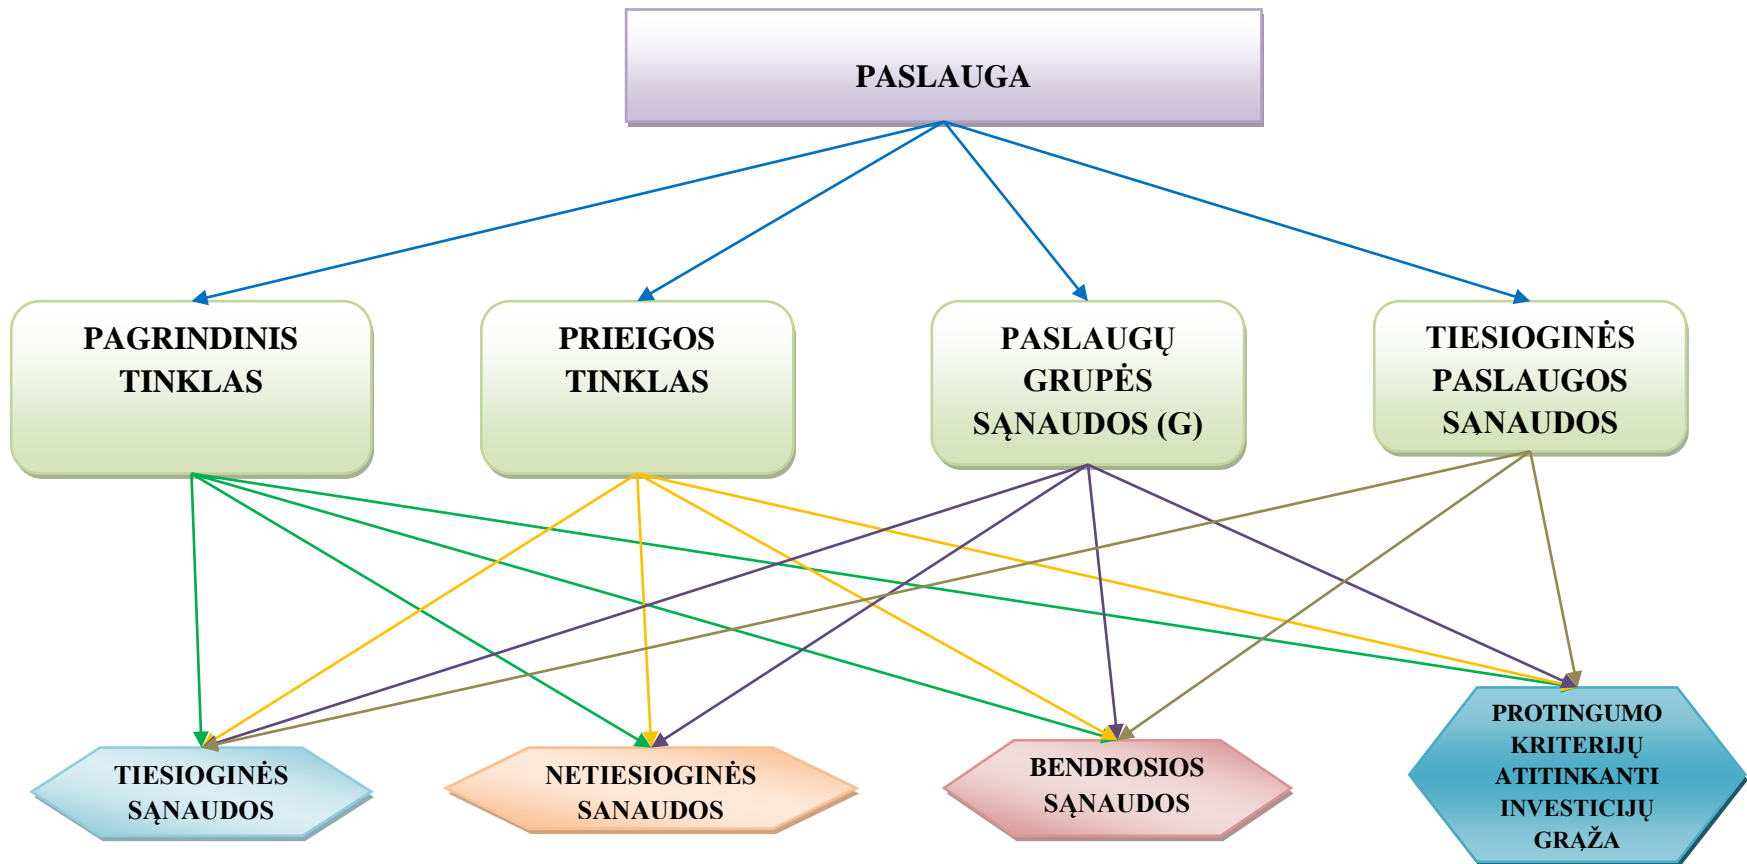 PASLAUGA
PAGRINDINIS
TINKLAS
PRIEIGOS
TINKLAS
PASLAUGŲ
GRUPĖS
SĄNAUDOS (G)
TIESIOGINĖS
PASLAUGOS
SĄNAUDOS
TIESIOGINĖS
SĄNAUDOS
NETIESIOGINĖS
SANAUDOS
BENDROSIOS
SĄNAUDOS
PROTINGUMO
KRITERIJŲ
ATITINKANTI
INVESTICIJŲ
GRĄŽA